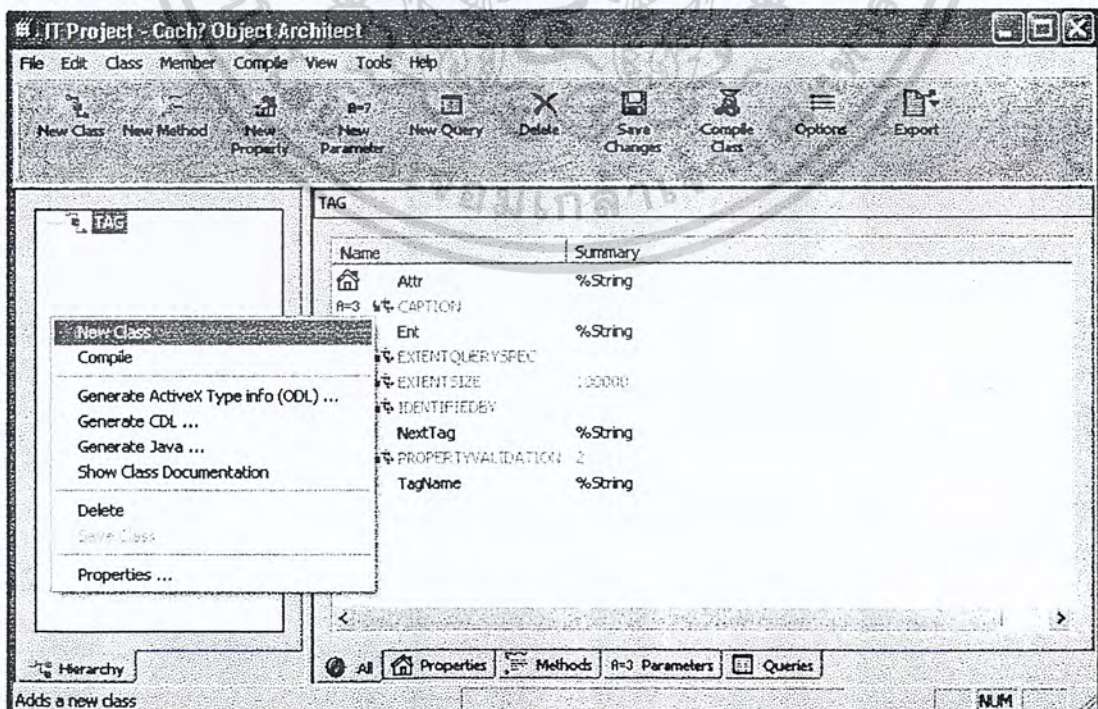 IT Project - Cach? Object Architect
File Edit Class Member Compile View Tools Help
New Class
New Method
New Property
A=?
New Parameter
New Query
Delete
Save Changes
Compile Class
Options
Export
TAG
TAG
Name Summary
Attr %String
A=3 CAPTION
Ent %String
EXTENTQUERYSPEC
EXTENTSIZE 100000
IDENTIFIEDBY
NextTag %String
PROPERTYVALIDATION 2
TagName %String
New Class
Compile
Generate ActiveX Type info (ODL) ...
Generate CDL ...
Generate Java ...
Show Class Documentation
Delete
Save Class
Properties ...
Hierarchy
All Properties Methods A=3 Parameters Queries
Adds a new class
NUM